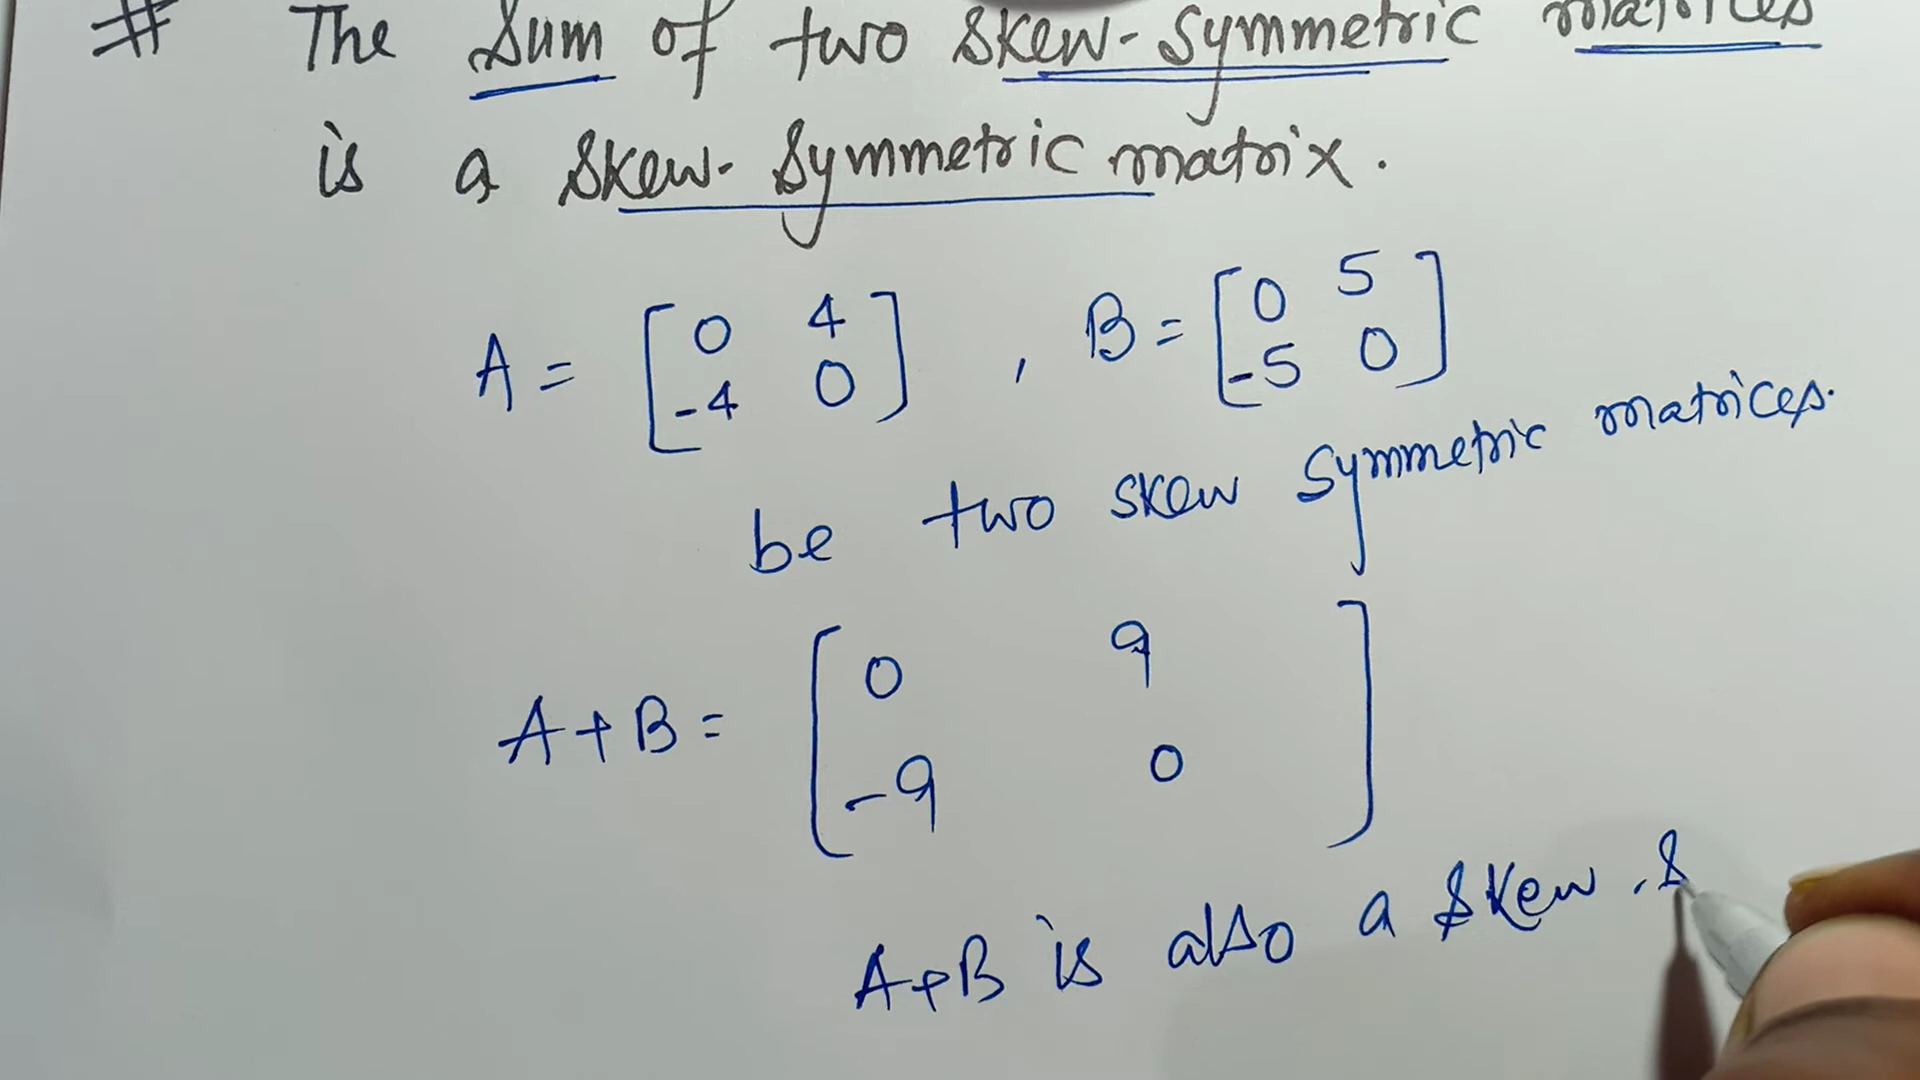 # The Sum of two Skew-Symmetric matrices
is a Skew-Symmetric matrix.
A = [0 4
-4 0] , B = [0 5
-5 0]
be two skew symmetric matrices.
A+B = [0 9
-9 0]
A+B is also a skew-s